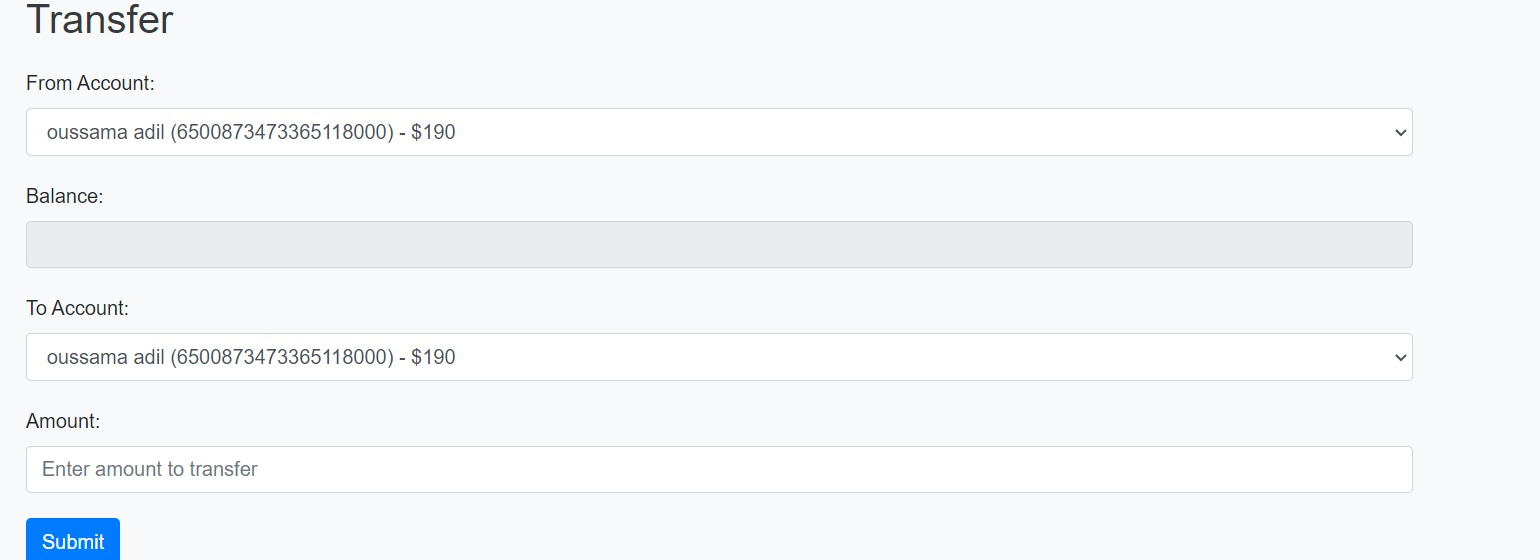 Transfer
From Account:
oussama adil (6500873473365118000) - $190
Balance:
To Account:
oussama adil (6500873473365118000) - $190
Amount:
Enter amount to transfer
Submit